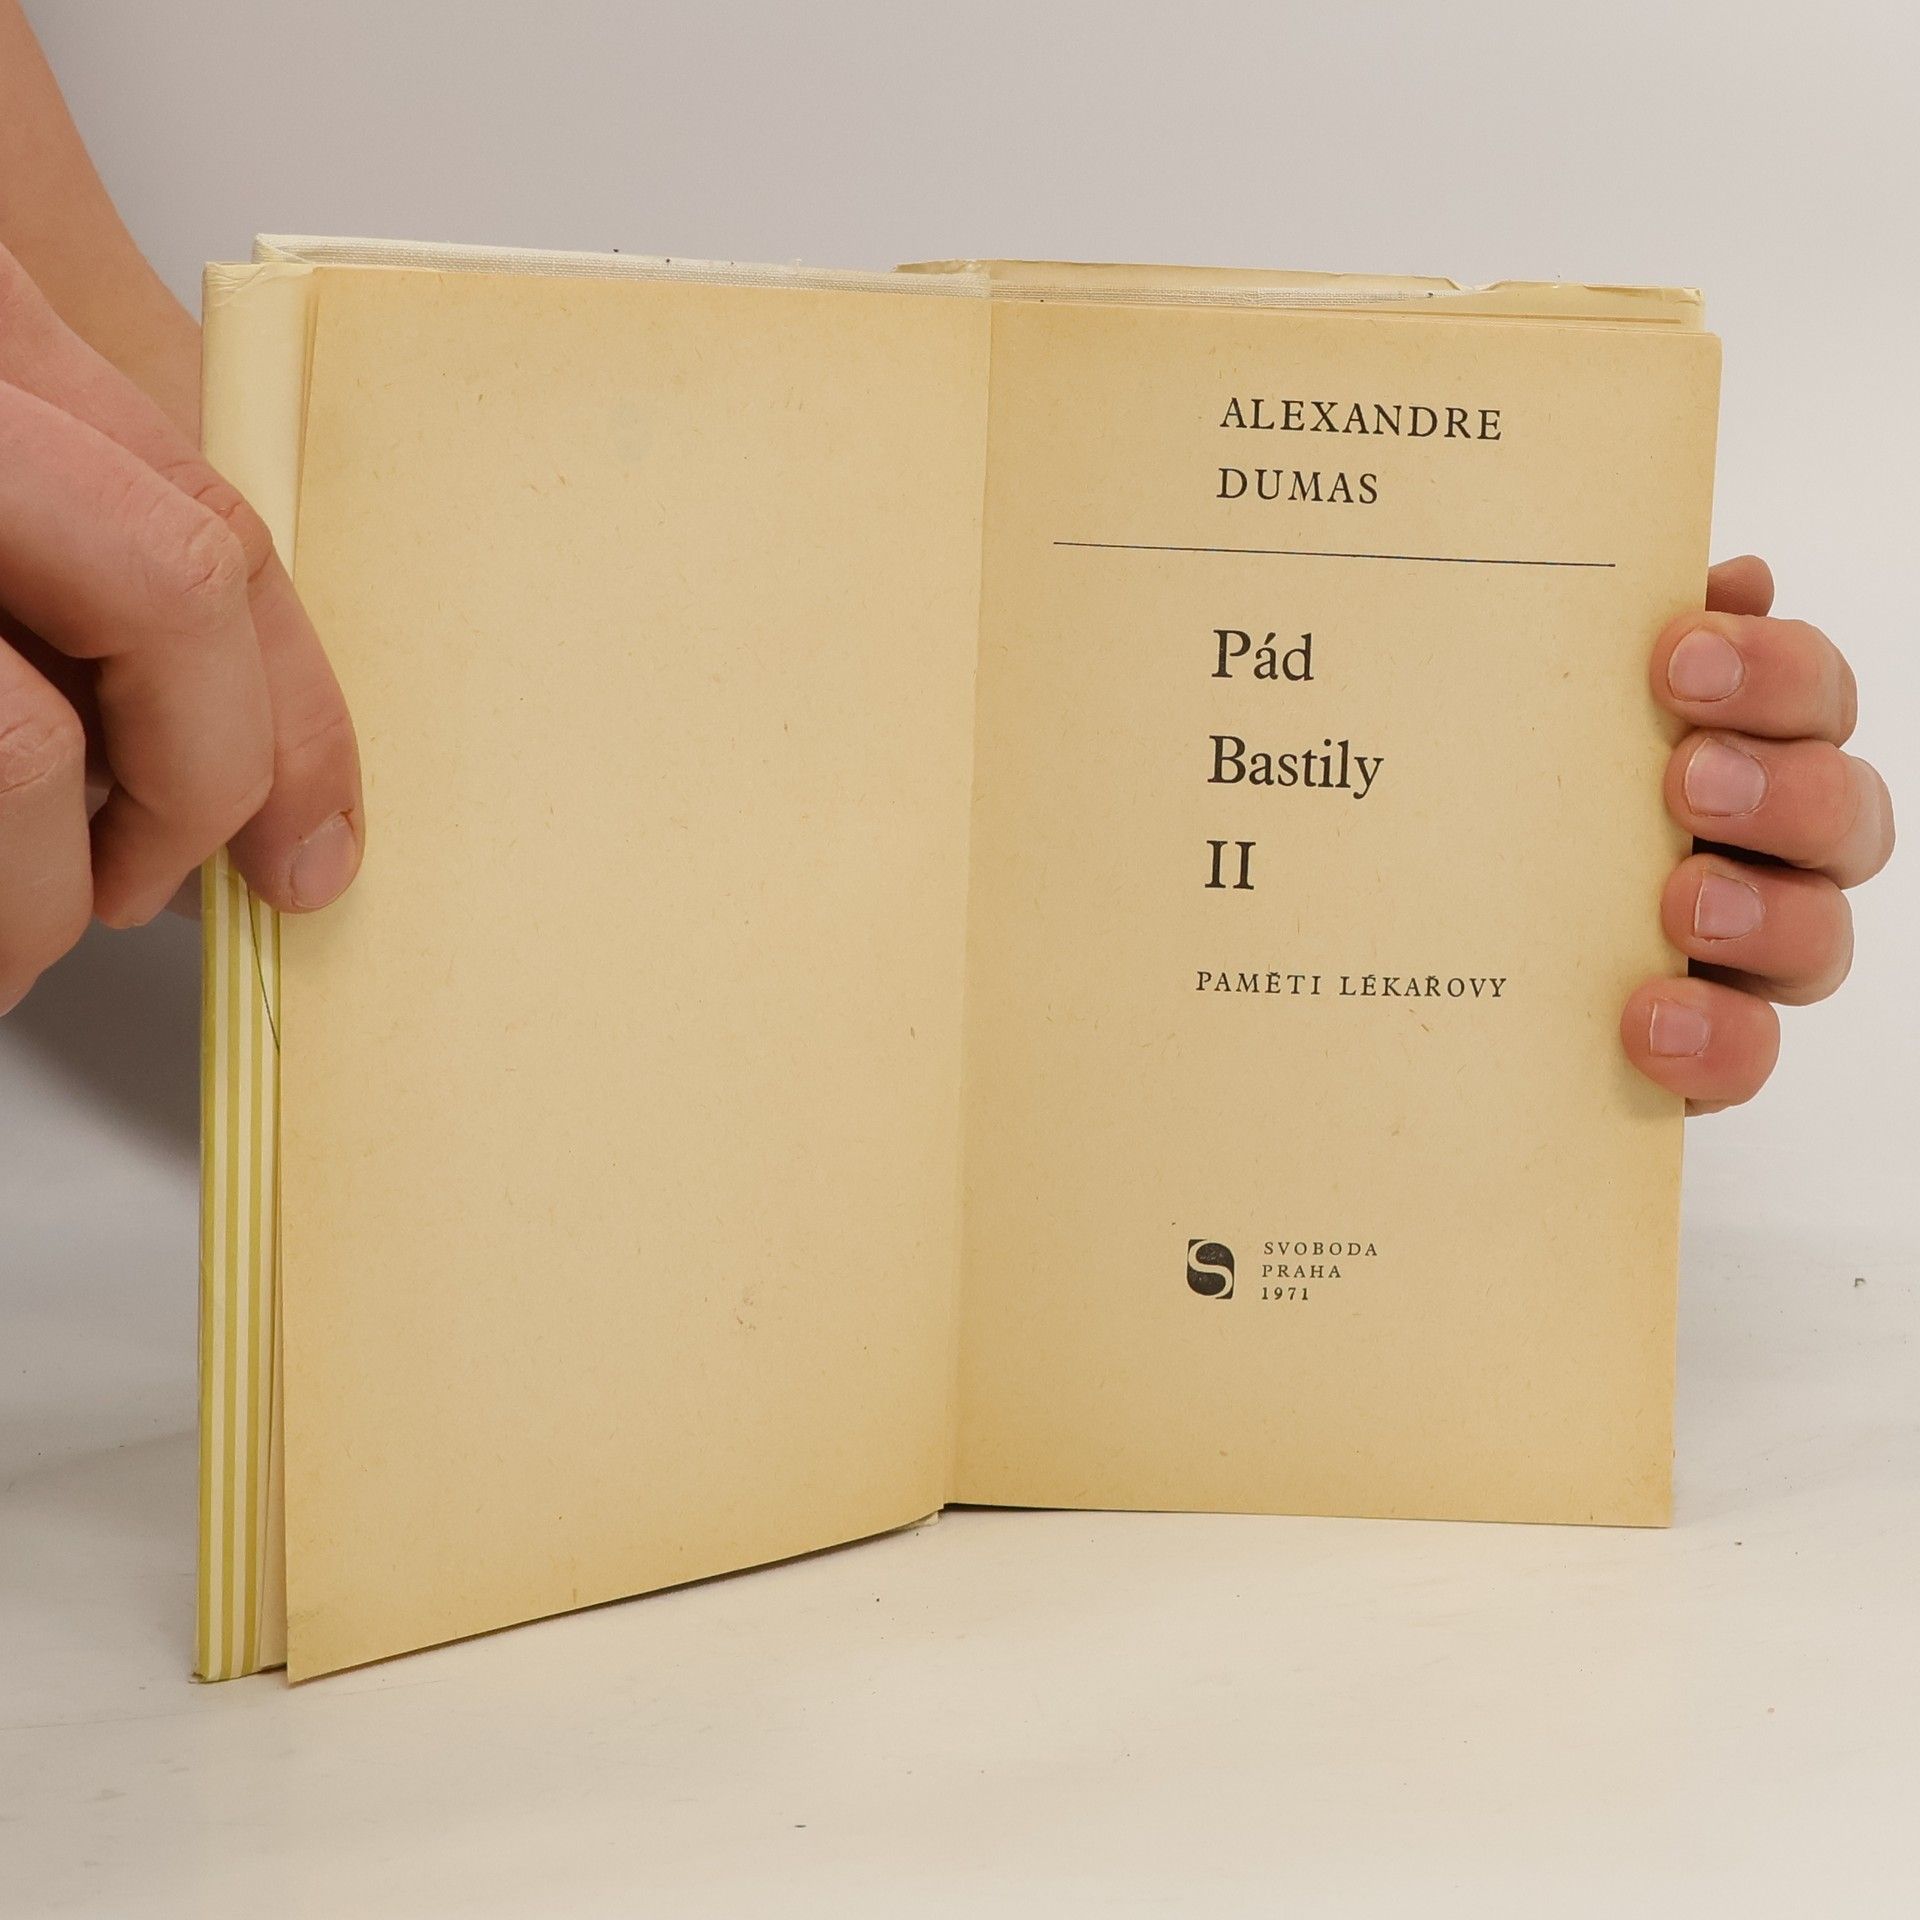 ALEXANDRE
DUMAS
Pád
Bastily
II
PAMĚTI LÉKAŘOVY
SVOBODA
PRAHA
1971